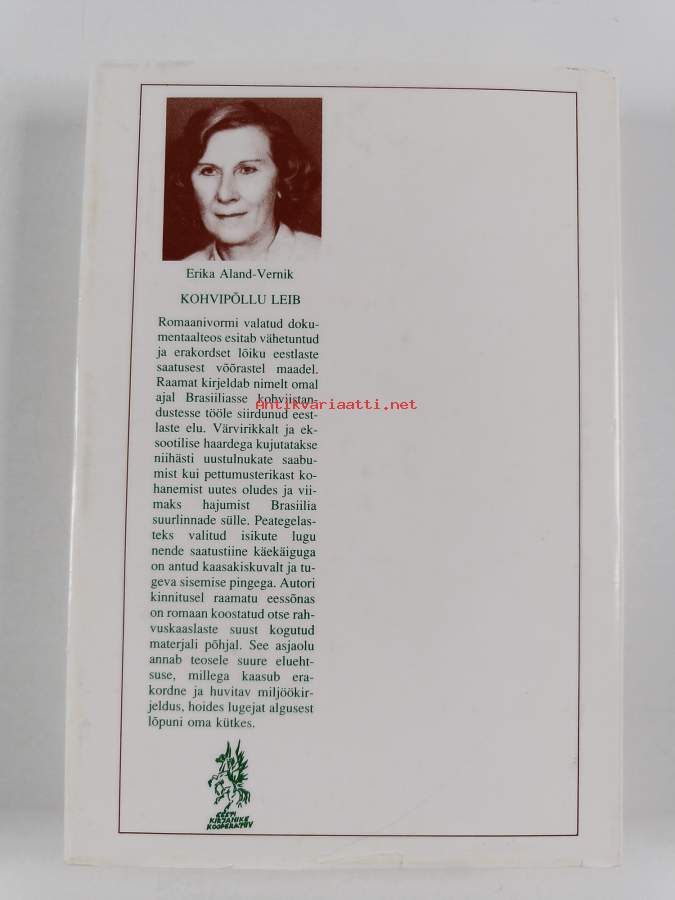 Erika Aland-Vernik
KOHVIPÕLLU LEIB
Romaanivormi valatud doku-
mentaalteos esitab vähetuntud
ja erakordset lõiku eestlaste
saatusest võõrastel maadel.
Raamat kirjeldab nimelt omal
ajal Brasiiliasse kohviistan-
Antikvariaatti.net
dustesse tööle siirdunud eest-
laste elu. Värvirikkalt ja ek-
sootilise haardega kujutatakse
niihästi uustulnukate saabu-
mist kui pettumusterikast ko-
hanemist uutes oludes ja vii-
maks hajumist Brasiilia
suurlinnade sülle. Peategelas-
teks valitud isikute lugu
nende saatustiine käekäiguga
on antud kaasakiskuvalt ja tu-
geva sisemise pingega. Autori
kinnitusel raamatu eessõnas
on romaan koostatud otse rah-
vuskaaslaste suust kogutud
materjali põhjal. See asjaolu
annab teosele suure elueht-
suse, millega kaasub era-
kordne ja huvitav miljöökir-
jeldus, hoides lugejat algusest
lõpuni oma kütkes.
EESTI
KIRJANIKE
KOOPERATIIV